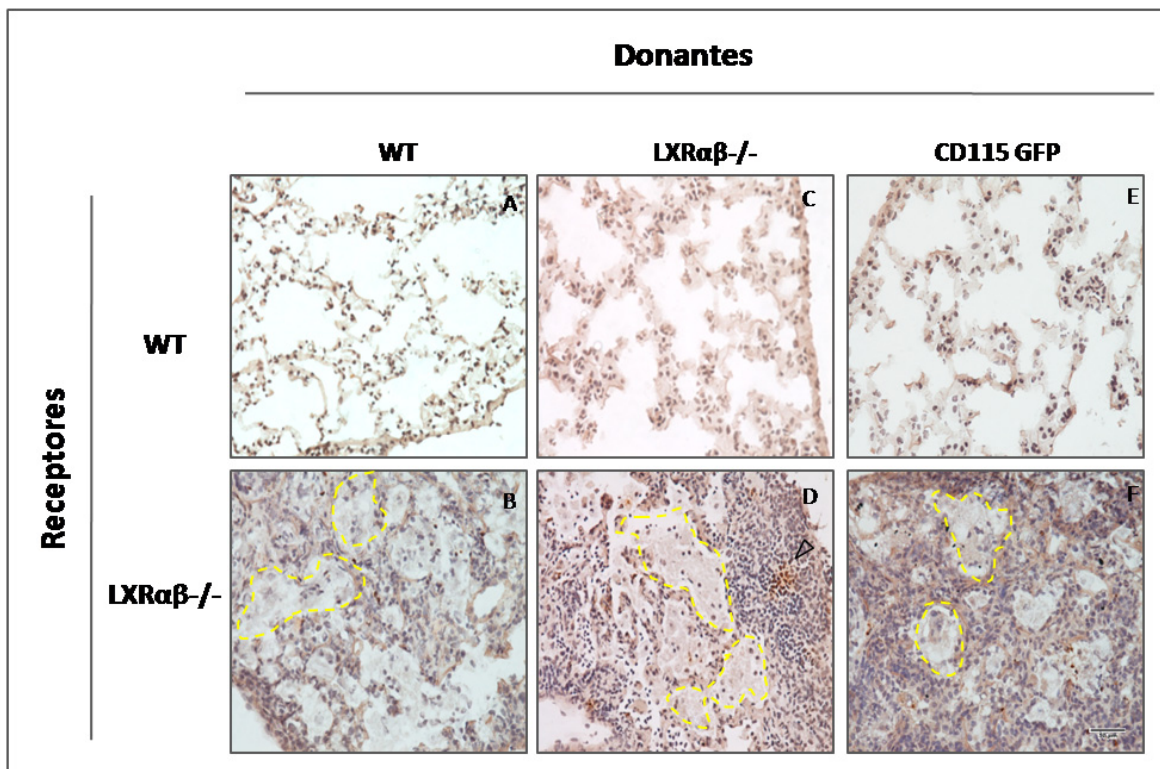 Donantes
WT
LXRαβ-/-
CD115 GFP
Receptores
WT
A
C
E
LXRαβ-/-
B
D
F